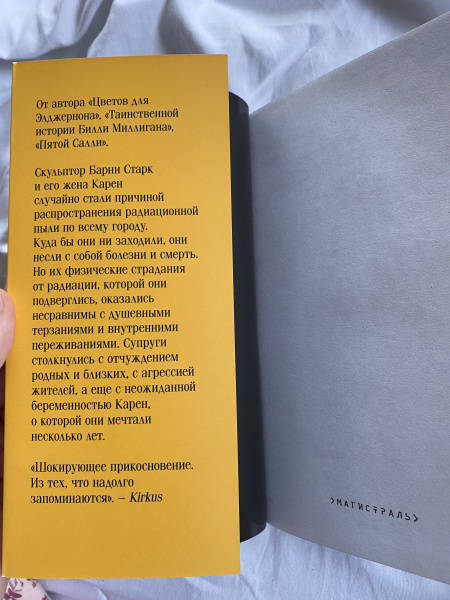 От автора «Цветов для
Элджернона», «Таинственной
истории Билли Миллигана»,
«Пятой Салли».
Скульптор Барни Старк
и его жена Карен
случайно стали причиной
распространения радиационной
пыли по всему городу.
Куда бы они ни заходили, они
несли с собой болезни и смерть.
Но их физические страдания
от радиации, которой они
подверглись, оказались
несравнимы с душевными
терзаниями и внутренними
переживаниями. Супруги
столкнулись с отчуждением
родных и близких, с агрессией
жителей, а еще с неожиданной
беременностью Карен,
о которой они мечтали
несколько лет.
«Шокирующее прикосновение.
Из тех, что надолго
запоминаются». — Kirkus
>МАГИСТРАЛЬ>